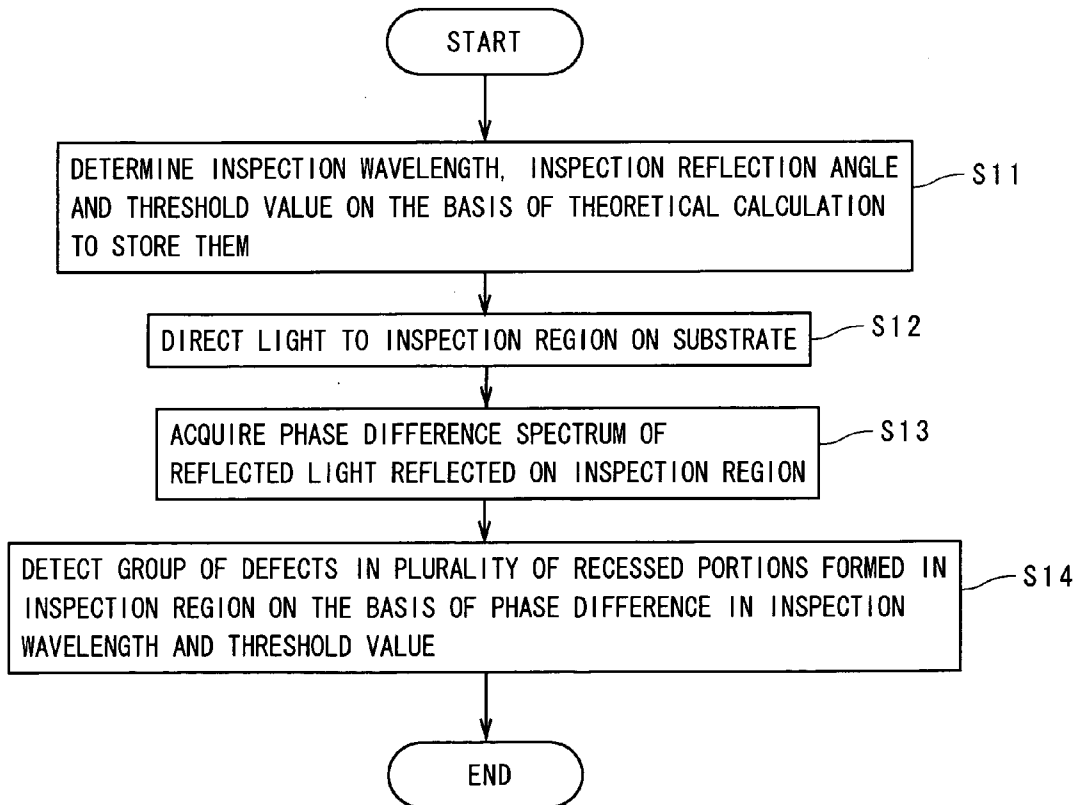 START
DETERMINE INSPECTION WAVELENGTH, INSPECTION REFLECTION ANGLE
AND THRESHOLD VALUE ON THE BASIS OF THEORETICAL CALCULATION
TO STORE THEM
S11
DIRECT LIGHT TO INSPECTION REGION ON SUBSTRATE
S12
ACQUIRE PHASE DIFFERENCE SPECTRUM OF
REFLECTED LIGHT REFLECTED ON INSPECTION REGION
S13
DETECT GROUP OF DEFECTS IN PLURALITY OF RECESSED PORTIONS FORMED IN
INSPECTION REGION ON THE BASIS OF PHASE DIFFERENCE IN INSPECTION
WAVELENGTH AND THRESHOLD VALUE
S14
END